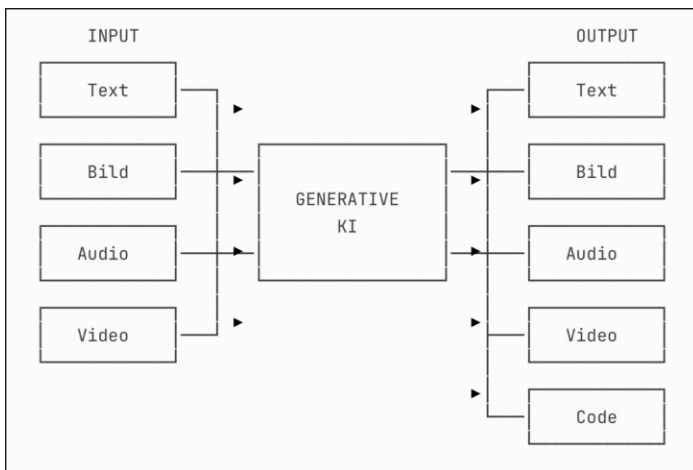 INPUT
OUTPUT
Text
Text
Bild
Bild
GENERATIVE
KI
Audio
Audio
Video
Video
Code